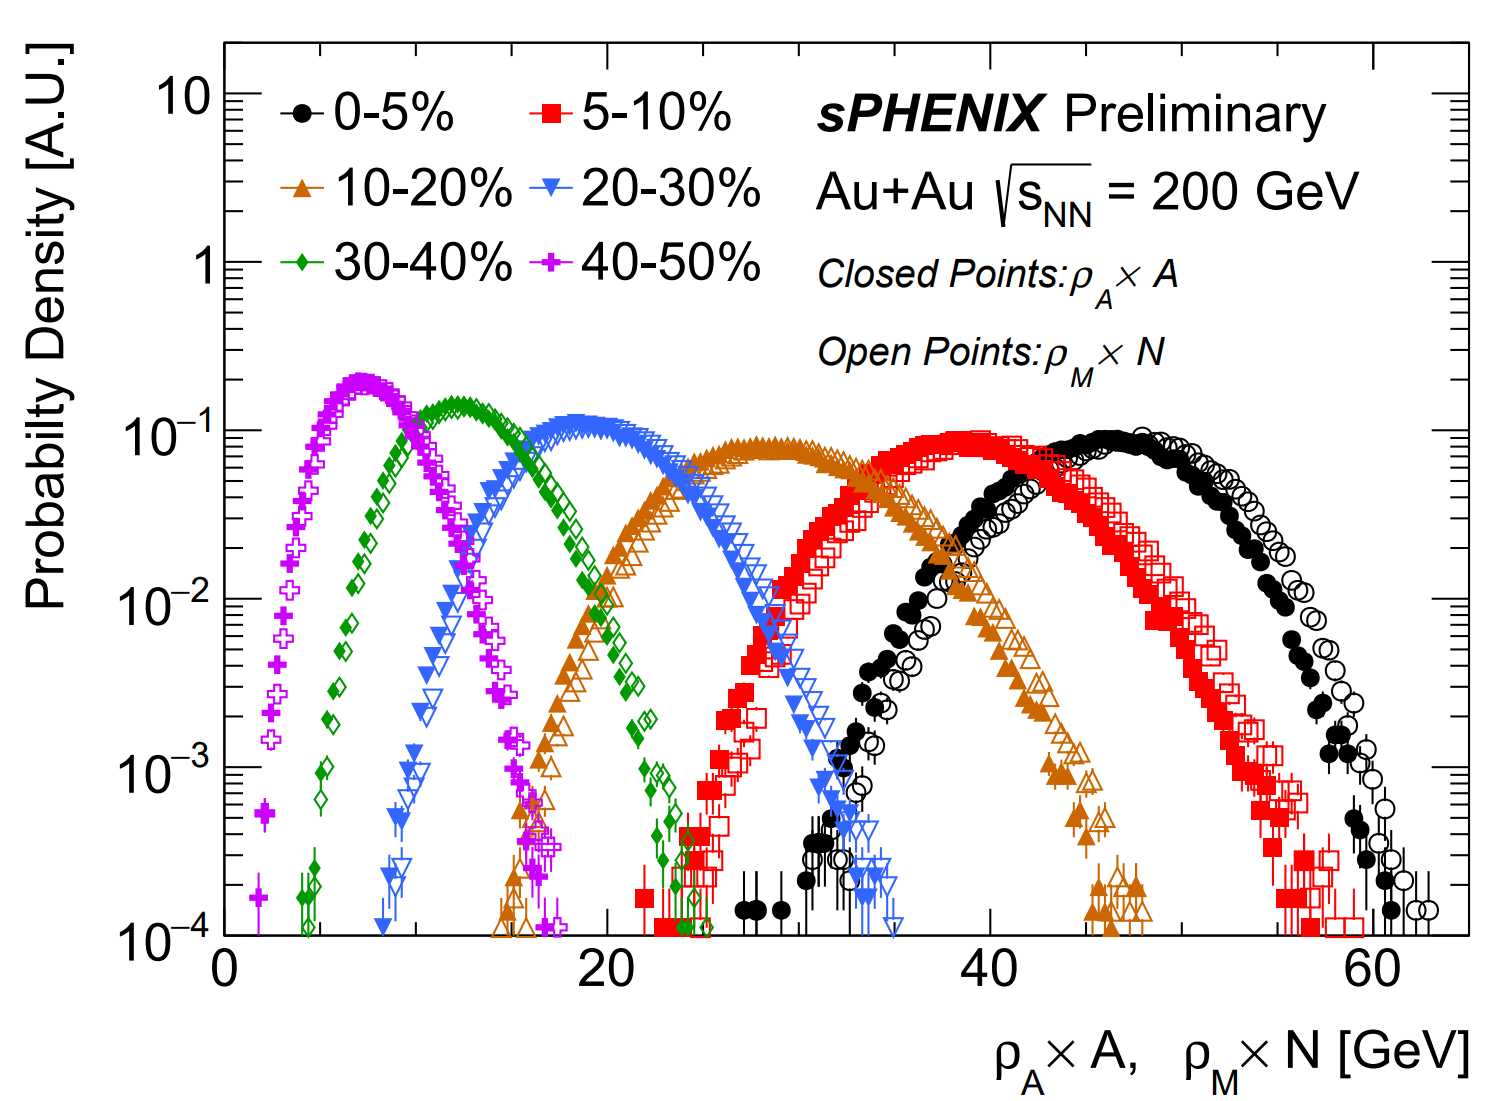 Probabilty Density [A.U.]
10
1
10⁻¹
10⁻²
10⁻³
10⁻⁴
0-5% 5-10%
10-20% 20-30%
30-40% 40-50%
sPHENIX Preliminary
Au+Au √sNN = 200 GeV
Closed Points: ρA × A
Open Points: ρM × N
0 20 40 60
ρA × A, ρM × N [GeV]